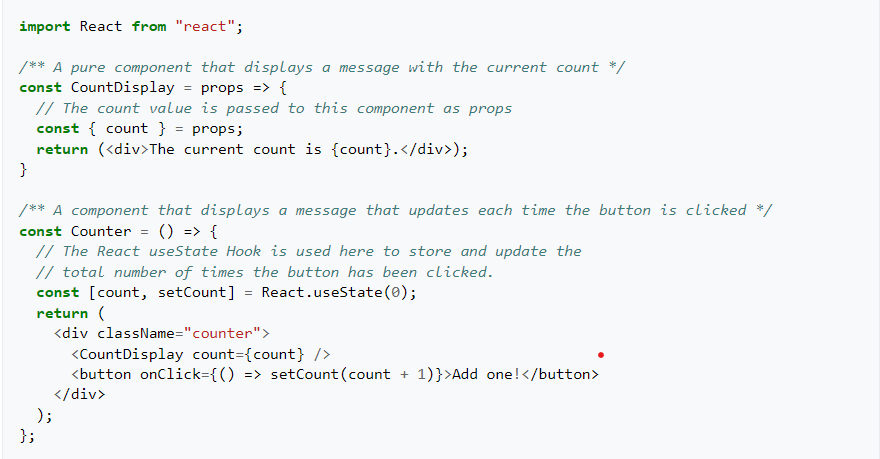 import React from "react";
/** A pure component that displays a message with the current count */
const CountDisplay = props => {
// The count value is passed to this component as props
const { count } = props;
return (<div>The current count is {count}.</div>);
}
/** A component that displays a message that updates each time the button is clicked */
const Counter = () => {
// The React useState Hook is used here to store and update the
// total number of times the button has been clicked.
const [count, setCount] = React.useState(0);
return (
<div className="counter">
<CountDisplay count={count} />
<button onClick={() => setCount(count + 1)}>Add one!</button>
</div>
);
};